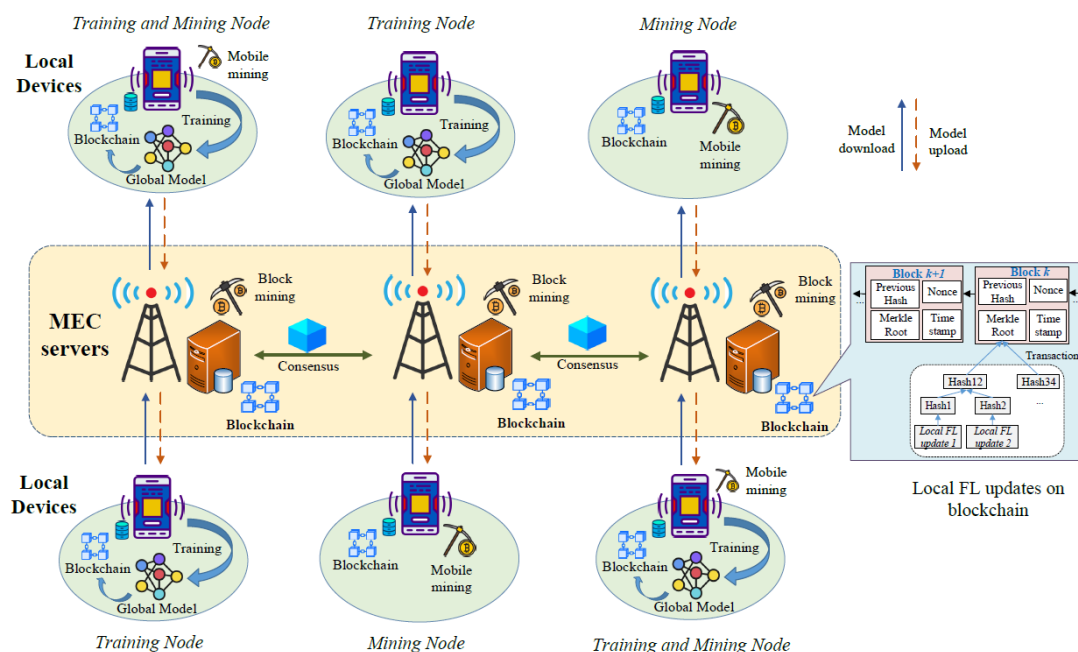 Training and Mining Node
Training Node
Mining Node
Local
Devices
Mobile
mining
Training
Blockchain
Global Model
Training
Blockchain
Global Model
Blockchain
Mobile
mining
Model
download
Model
upload
MEC
servers
Block
mining
Consensus
Blockchain
Block
mining
Consensus
Blockchain
Block
mining
Blockchain
Block k+1
Previous
Hash
Nonce
Merkle
Root
Time
stamp
...
Block k
Previous
Hash
Nonce
Merkle
Root
Time
stamp
...
Transaction
Hash12
Hash34
Hash1
Hash2
...
Local FL
update 1
Local FL
update 2
Local FL updates on
blockchain
Local
Devices
Training
Blockchain
Global Model
Blockchain
Mobile
mining
Mobile
mining
Training
Blockchain
Global Model
Training Node
Mining Node
Training and Mining Node